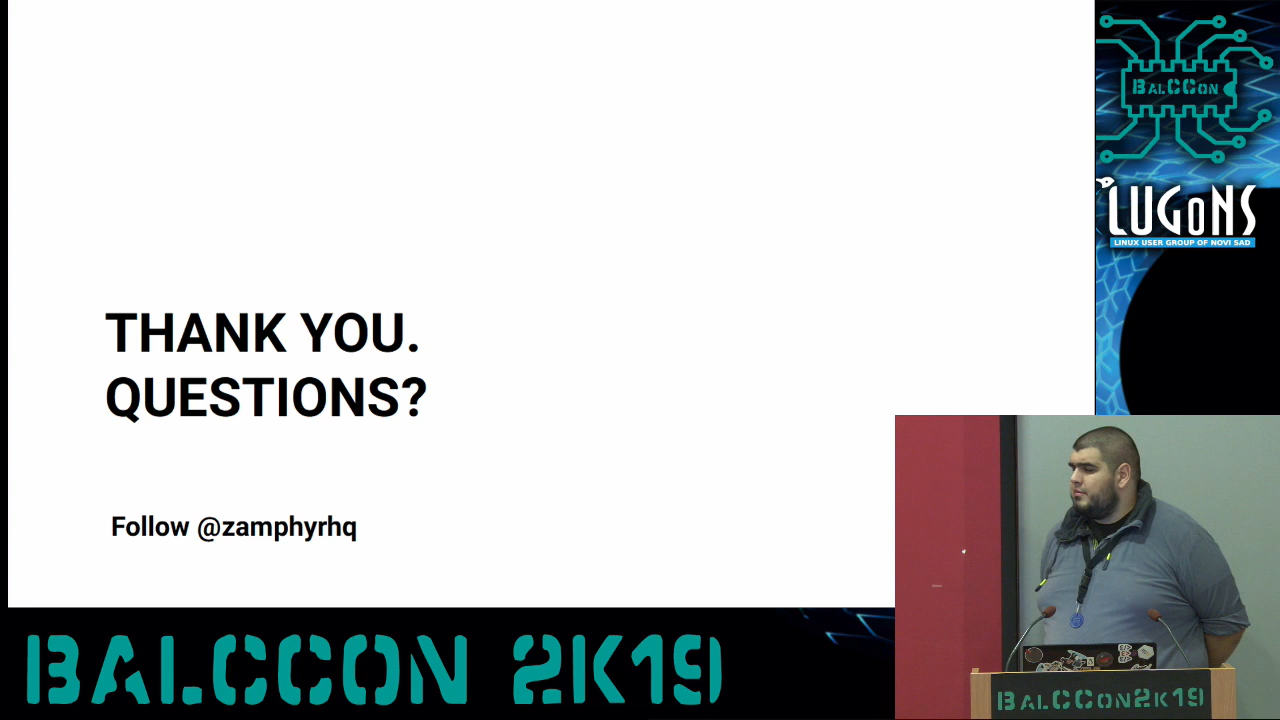 THANK YOU.
QUESTIONS?
Follow @zamphyrhq
BALCCON
LUGONS
LINUX USER GROUP OF NOVI SAD
BALCCON 2K19
BALCCON2K19